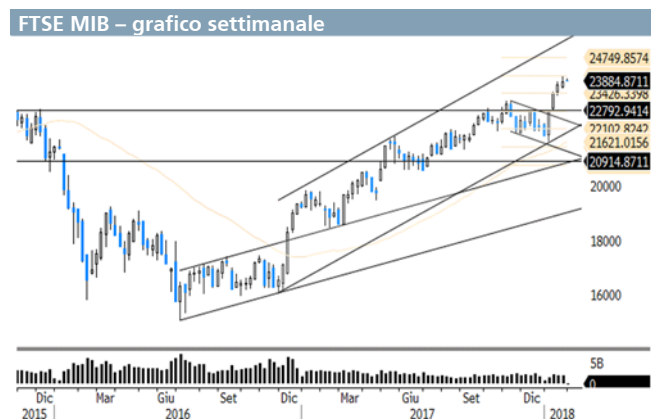 FTSE MIB – grafico settimanale
24749.8574
23884.8711
23426.3398
22792.9414
22102.8242
21621.0156
20914.8711
20000
18000
16000
5B
0
Dic Mar Giu Set Dic Mar Giu Set Dic
2015 2016 2017 2018